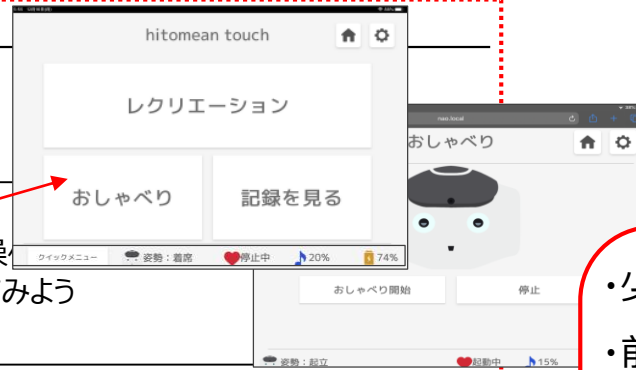 hitomean touch
レクリエーション
おしゃべり
記録を見る
クイックメニュー
姿勢：着席
停止中
20%
74%
みよう
おしゃべり
おしゃべり開始
停止
姿勢：起立
起動中
15%
・少
・前